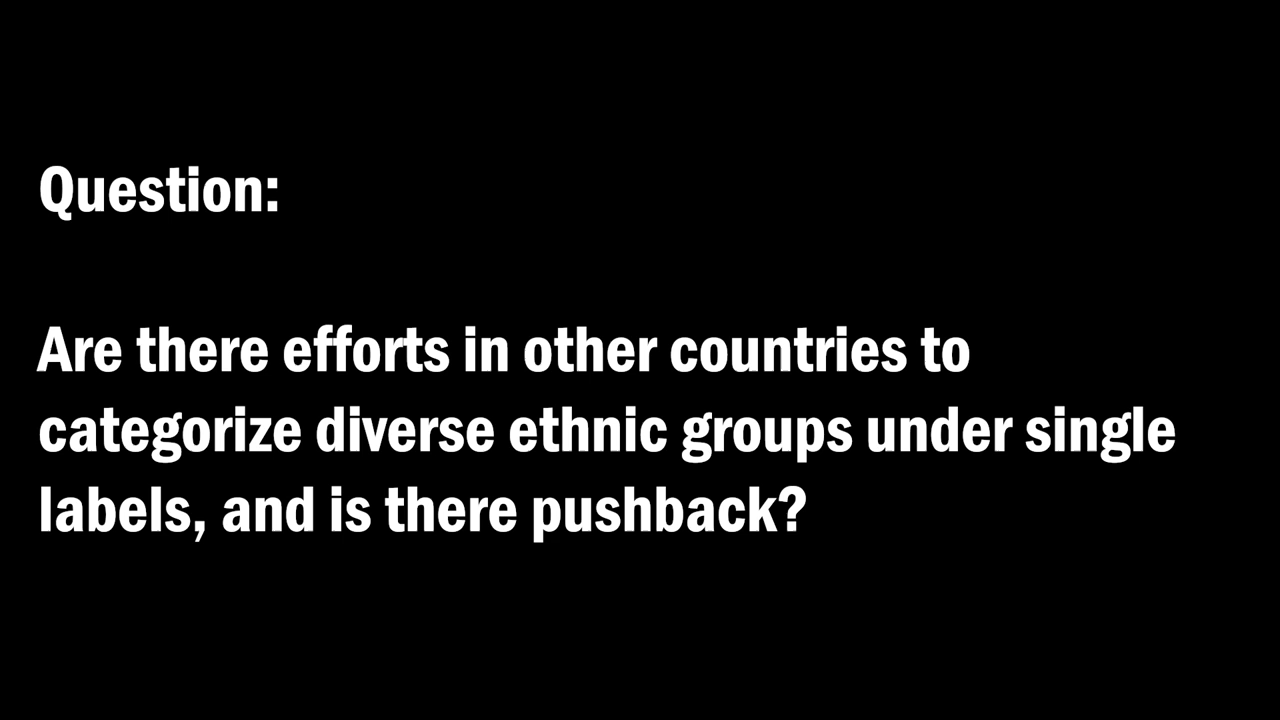 Question:
Are there efforts in other countries to
categorize diverse ethnic groups under single
labels, and is there pushback?